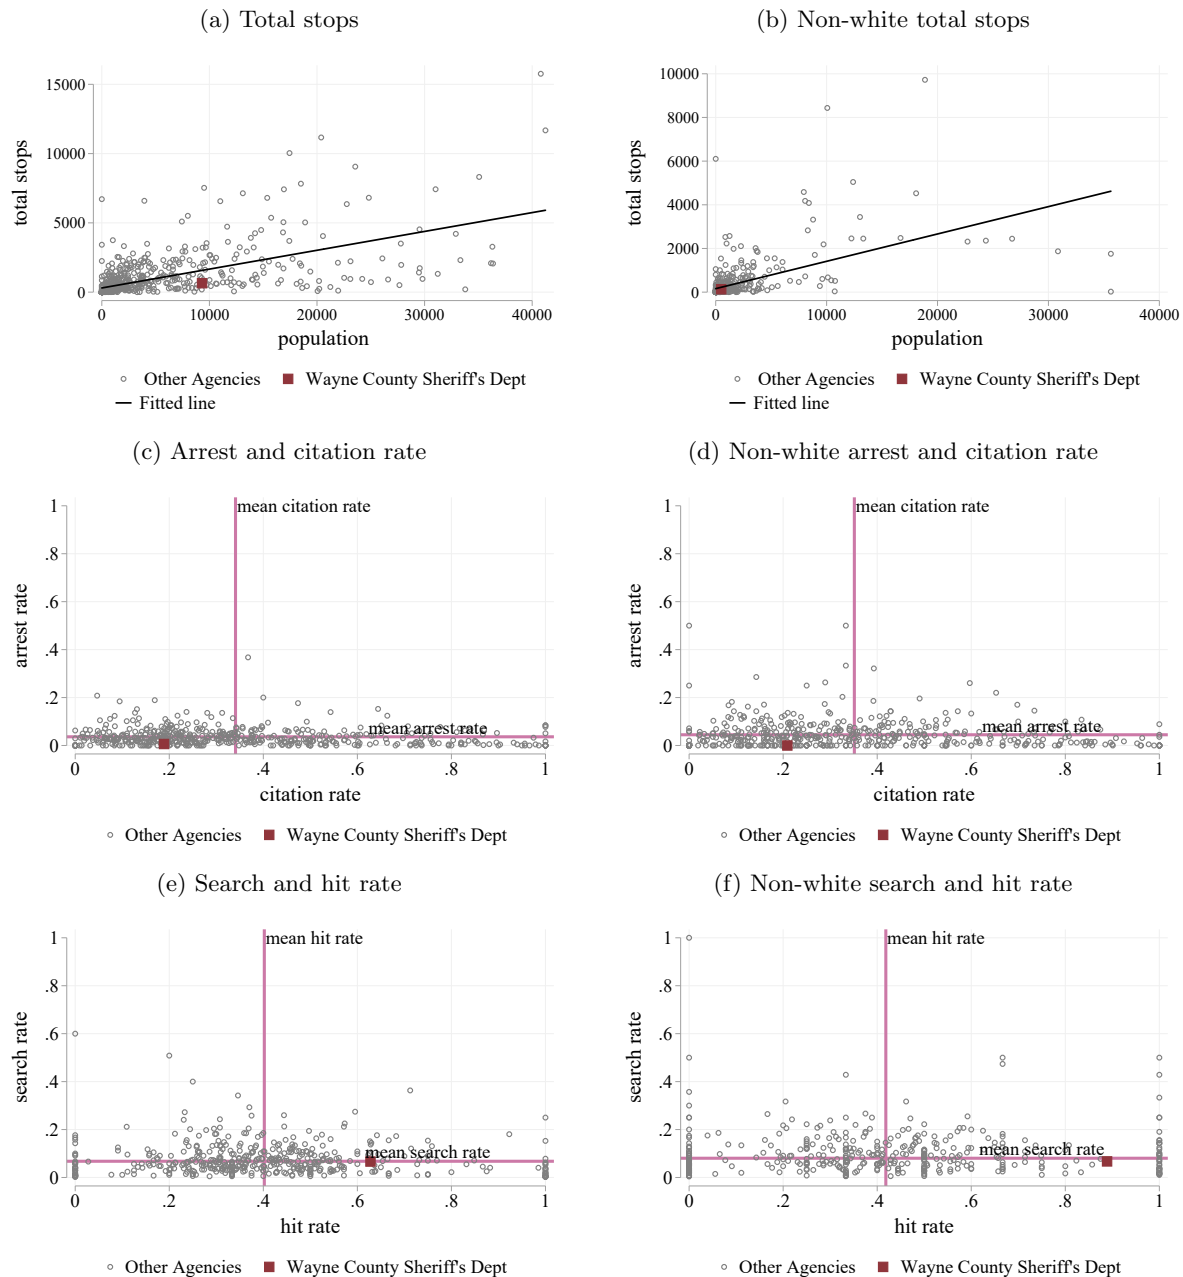 (a) Total stops
(b) Non-white total stops
total stops
15000
10000
5000
0
0
10000
20000
30000
40000
population
Other Agencies
Wayne County Sheriff's Dept
Fitted line
total stops
10000
8000
6000
4000
2000
0
0
10000
20000
30000
40000
population
Other Agencies
Wayne County Sheriff's Dept
Fitted line
(c) Arrest and citation rate
(d) Non-white arrest and citation rate
arrest rate
1
.8
.6
.4
.2
0
mean citation rate
mean arrest rate
0
.2
.4
.6
.8
1
citation rate
Other Agencies
Wayne County Sheriff's Dept
arrest rate
1
.8
.6
.4
.2
0
mean citation rate
mean arrest rate
0
.2
.4
.6
.8
1
citation rate
Other Agencies
Wayne County Sheriff's Dept
(e) Search and hit rate
(f) Non-white search and hit rate
search rate
1
.8
.6
.4
.2
0
mean hit rate
mean search rate
0
.2
.4
.6
.8
1
hit rate
Other Agencies
Wayne County Sheriff's Dept
search rate
1
.8
.6
.4
.2
0
mean hit rate
mean search rate
0
.2
.4
.6
.8
1
hit rate
Other Agencies
Wayne County Sheriff's Dept